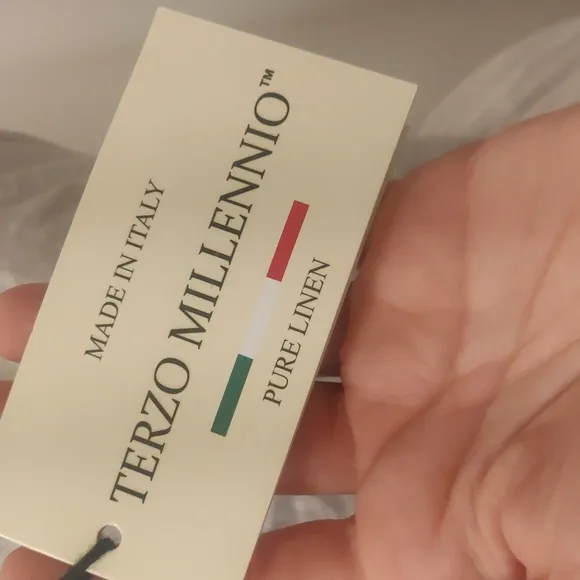 MADE IN ITALY
TERZO MILLENNIO™
PURE LINEN